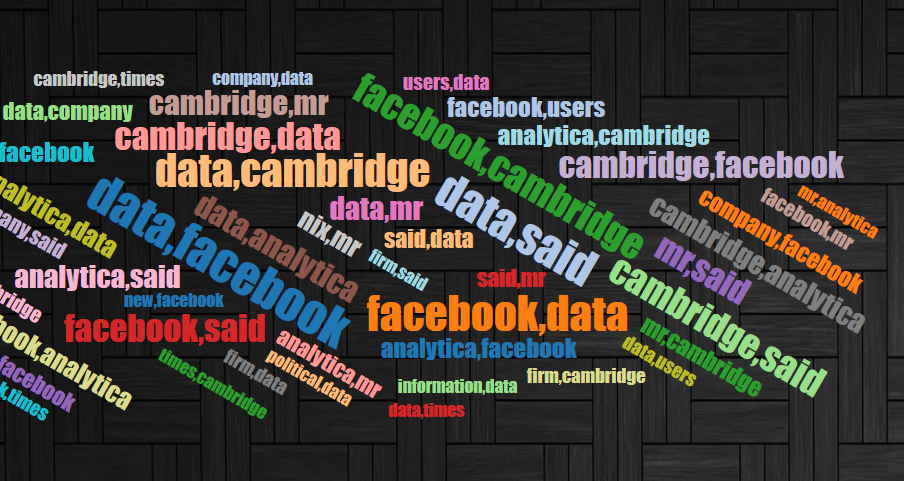 cambridge,times
company,data
users,data
data,company
cambridge,mr
facebook,cambridge
facebook,users
cambridge,data
analytica,cambridge
facebook
data,cambridge
cambridge,facebook
nalytica,data
data,facebook
data,analytica
data,mr
data,said
cambridge,analytica
company,facebook
facebook,mr
mr,analytica
any,said
nix,mr
said,data
mr,said
analytica,said
firm,said
said,mr
cambridge,said
bridge
new,facebook
facebook,data
facebook,said
mr,cambridge
book,analytica
analytica,mr
analytica,facebook
data,users
facebook
times,cambridge
firm,data
political,data
information,data
firm,cambridge
k,times
data,times